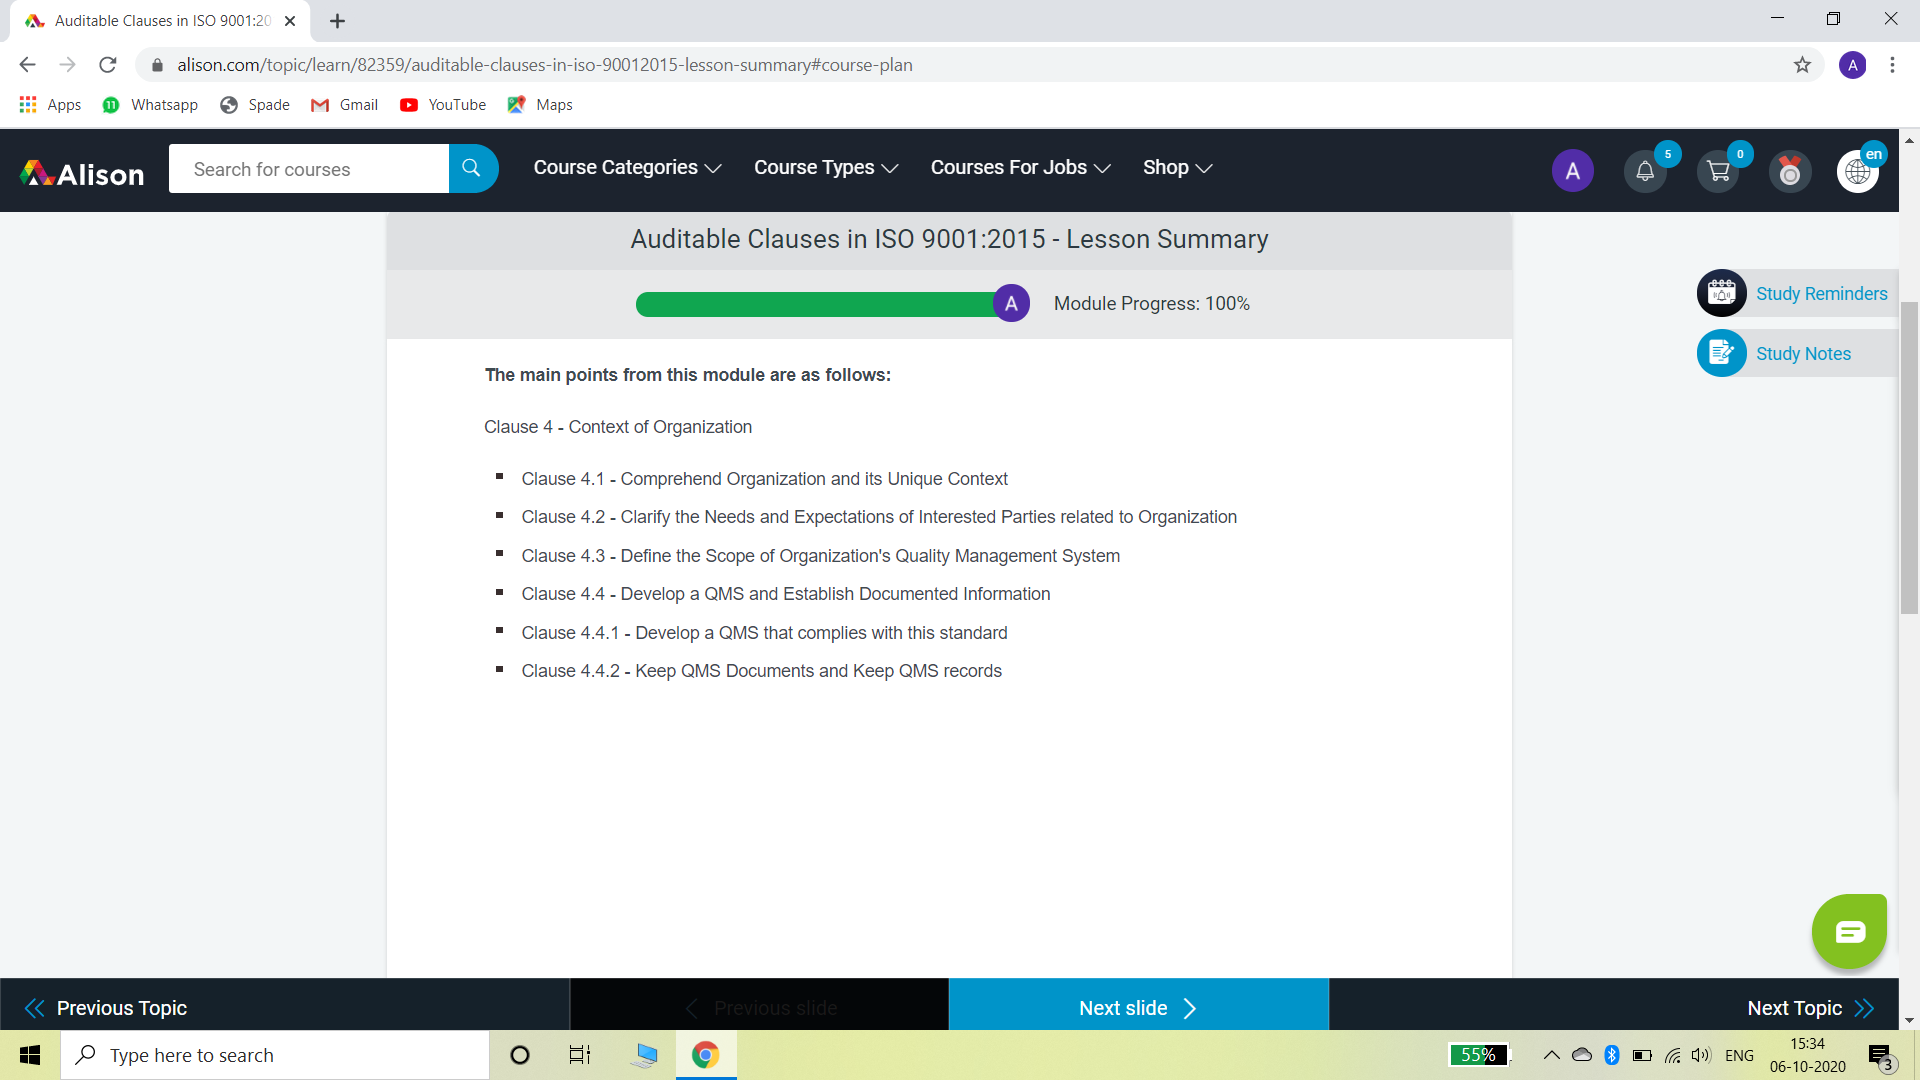 Auditable Clauses in ISO 9001:20
alison.com/topic/learn/82359/auditable-clauses-in-iso-90012015-lesson-summary#course-plan
A
Apps
11
Whatsapp
Spade
Gmail
YouTube
Maps
Alison
Search for courses
Course Categories
Course Types
Courses For Jobs
Shop
A
5
0
en
Auditable Clauses in ISO 9001:2015 - Lesson Summary
A
Module Progress: 100%
Study Reminders
Study Notes
The main points from this module are as follows:
Clause 4 - Context of Organization
Clause 4.1 - Comprehend Organization and its Unique Context
Clause 4.2 - Clarify the Needs and Expectations of Interested Parties related to Organization
Clause 4.3 - Define the Scope of Organization's Quality Management System
Clause 4.4 - Develop a QMS and Establish Documented Information
Clause 4.4.1 - Develop a QMS that complies with this standard
Clause 4.4.2 - Keep QMS Documents and Keep QMS records
Previous Topic
Previous slide
Next slide
Next Topic
Type here to search
55%
ENG
15:34
06-10-2020
3